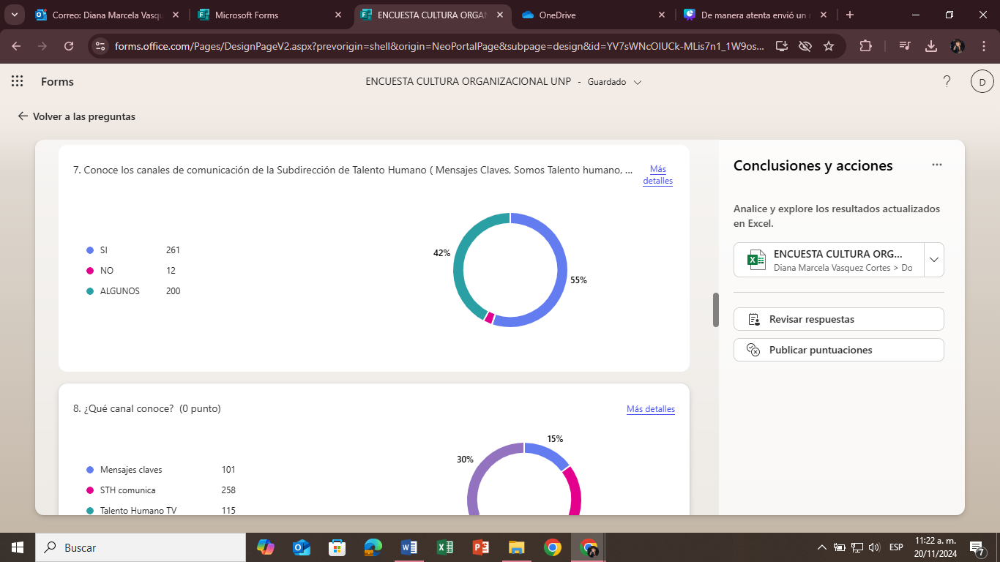 Correo: Diana Marcela Vasqu
Microsoft Forms
ENCUESTA CULTURA ORGAN
OneDrive
De manera atenta envió un
forms.office.com/Pages/DesignPageV2.aspx?prevorigin=shell&origin=NeoPortalPage&subpage=design&id=YV7sWNcOIUCk-MLis7n1_1W9os...
Forms
ENCUESTA CULTURA ORGANIZACIONAL UNP - Guardado
?
D
Volver a las preguntas
7. Conoce los canales de comunicación de la Subdirección de Talento Humano ( Mensajes Claves, Somos Talento humano, ...
Más
detalles
SI 261
NO 12
ALGUNOS 200
42%
55%
8. ¿Qué canal conoce? (0 punto)
Más detalles
Mensajes claves 101
STH comunica 258
Talento Humano TV 115
15%
30%
Conclusiones y acciones
...
Analice y explore los resultados actualizados
en Excel.
ENCUESTA CULTURA ORG...
Diana Marcela Vasquez Cortes > Do
Revisar respuestas
Publicar puntuaciones
Buscar
ESP
11:22 a. m.
20/11/2024
7